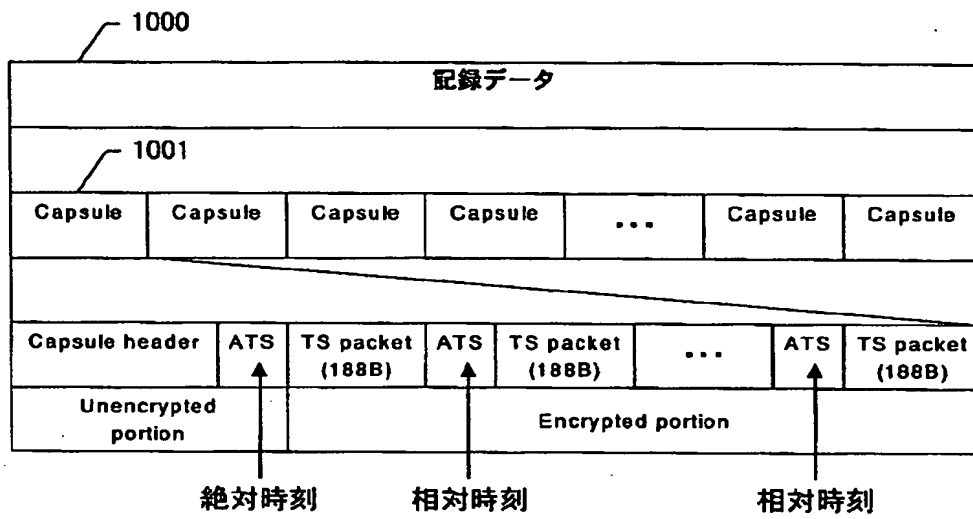 1000
記録データ
1001
Capsule Capsule Capsule Capsule ... Capsule Capsule
Capsule header ATS TS packet (188B) ATS TS packet (188B) ... ATS TS packet (188B)
Unencrypted portion Encrypted portion
絶対時刻 相対時刻 相対時刻